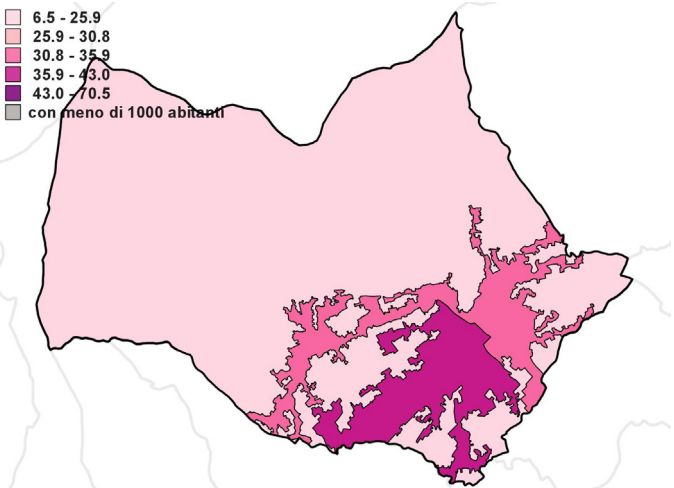 6.5 - 25.9
25.9 - 30.8
30.8 - 35.9
35.9 - 43.0
43.0 - 70.5
con meno di 1000 abitanti